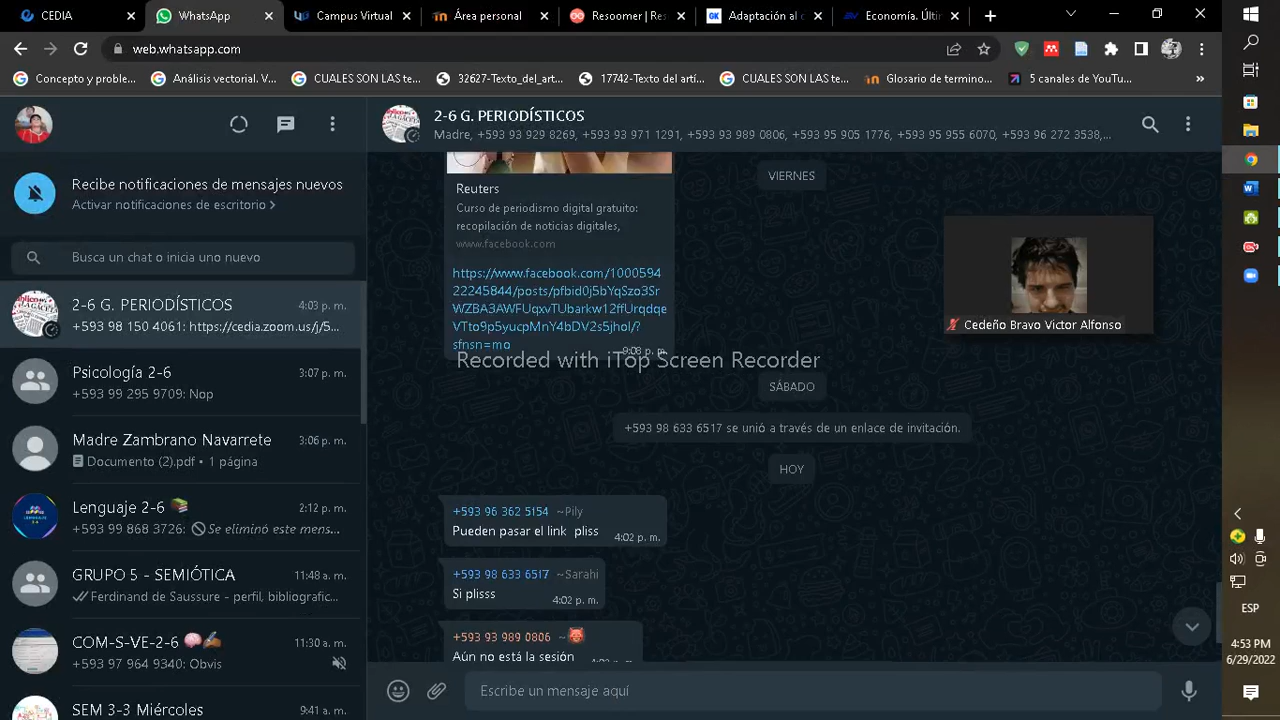 CEDIA
WhatsApp
Campus Virtual
Área personal
Resoomer | Res
Adaptación al c
Economía. Últin
web.whatsapp.com
Concepto y proble...
Análisis vectorial. V...
CUALES SON LAS te...
32627-Texto_del_art...
17742-Texto del artí...
CUALES SON LAS te...
Glosario de termino...
5 canales de YouTu...
»
Recibe notificaciones de mensajes nuevos
Activar notificaciones de escritorio >
Busca un chat o inicia uno nuevo
2-6 G. PERIODÍSTICOS
4:03 p. m.
+593 98 150 4061: https://cedia.zoom.us/j/5...
Psicología 2-6
3:07 p. m.
+593 99 295 9709: Nop
Madre Zambrano Navarrete
3:06 p. m.
Documento (2).pdf • 1 página
Lenguaje 2-6 📚
2:12 p. m.
+593 99 868 3726: Se eliminó este mens...
GRUPO 5 - SEMIÓTICA
11:48 a. m.
Ferdinand de Saussure - perfil, bibliografic...
COM-S-VE-2-6 🧠✍🏾
11:30 a. m.
+593 97 964 9340: Obvis
SEM 3-3 Miércoles
9:41 a. m.
2-6 G. PERIODÍSTICOS
Madre, +593 93 929 1269, +593 93 971 1291, +593 93 989 0806, +593 95 905 1776, +593 95 955 6070, +593 96 272 3536,...
VIERNES
Reuters
Curso de periodismo digital gratuito:
recopilación de noticias digitales,
www.facebook.com
https://www.facebook.com/1000594
22245844/posts/pfbid0j5bYqSzo3Sr
WZBA3AWFUqxvTUbarkw12ffUrqdqe
VTto9p5yucpMnY4bDV2s5jhol/?
sfnsn=mo
9:08 p. m.
Recorded with iTop Screen Recorder
SÁBADO
+593 98 633 6517 se unió a través de un enlace de invitación.
HOY
+593 96 362 5154 ~Pily
Pueden pasar el link pliss
4:02 p. m.
+593 98 633 6517 ~Sarahi
Si plisss
4:02 p. m.
+593 93 989 0806 ~
Aún no está la sesión
4:02 p. m.
Escribe un mensaje aquí
Cedeño Bravo Victor Alfonso
ESP
4:53 PM
6/29/2022